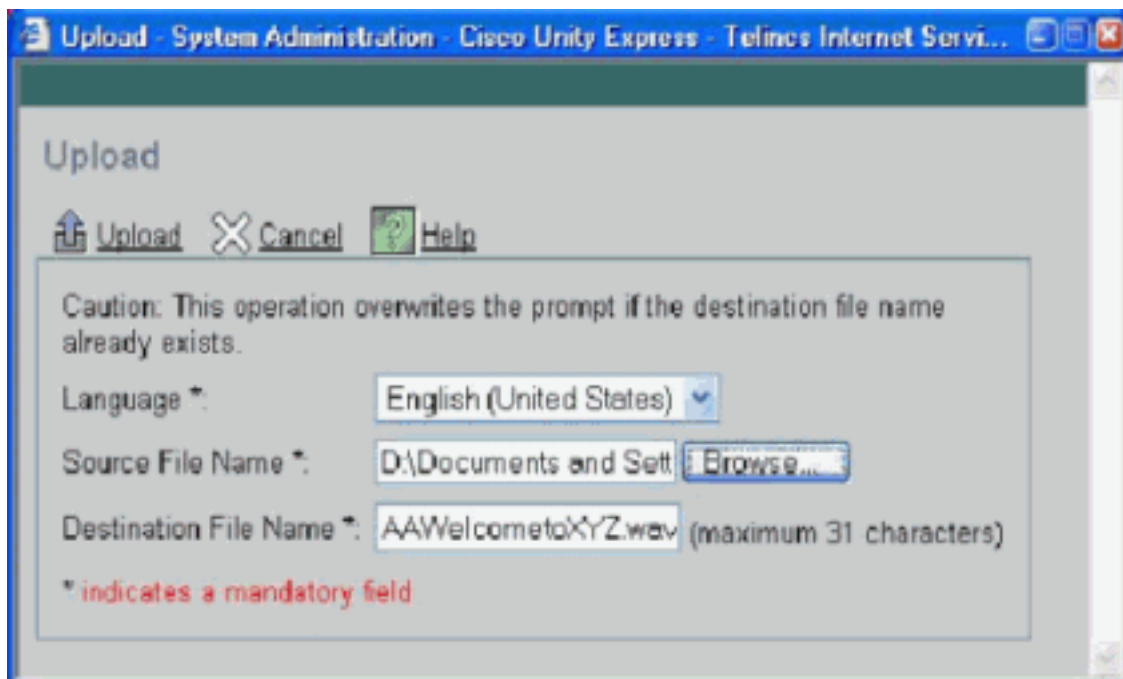 Upload - System Administration - Cisco Unity Express - Telincs Internet Servi...
Upload
Upload Cancel ? Help
Caution: This operation overwrites the prompt if the destination file name
already exists.
Language *: English (United States)
Source File Name *: D:\Documents and Sett Browse...
Destination File Name *: AAWelcometoXYZ.wav (maximum 31 characters)
* indicates a mandatory field